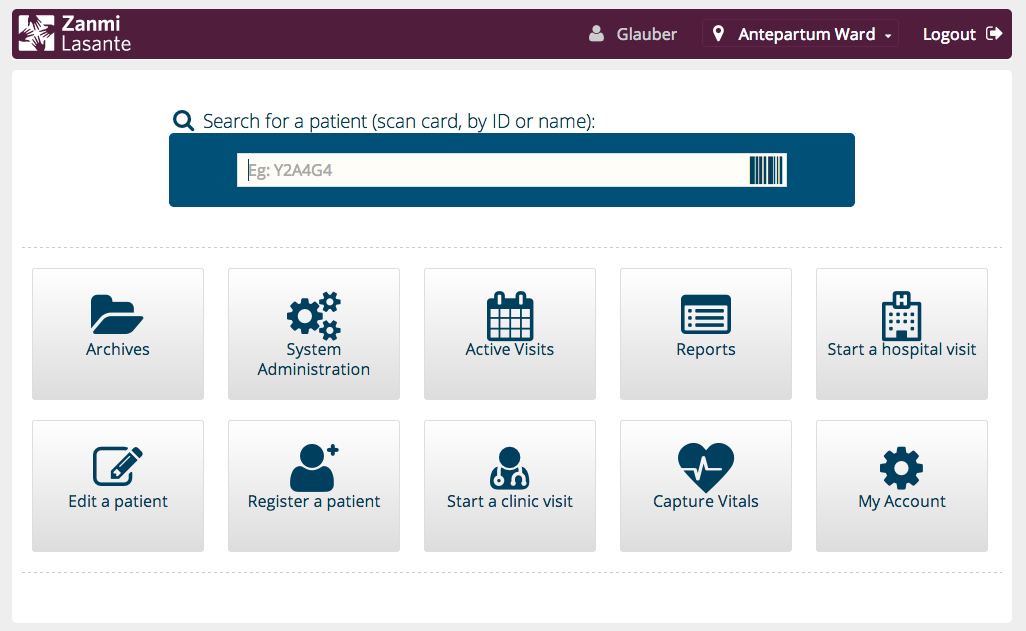 Zanmi
Lasante
Glauber
Antepartum Ward
Logout
Search for a patient (scan card, by ID or name):
Eg: Y2A4G4
Archives
System
Administration
Active Visits
Reports
H
Start a hospital visit
Edit a patient
Register a patient
Start a clinic visit
Capture Vitals
My Account